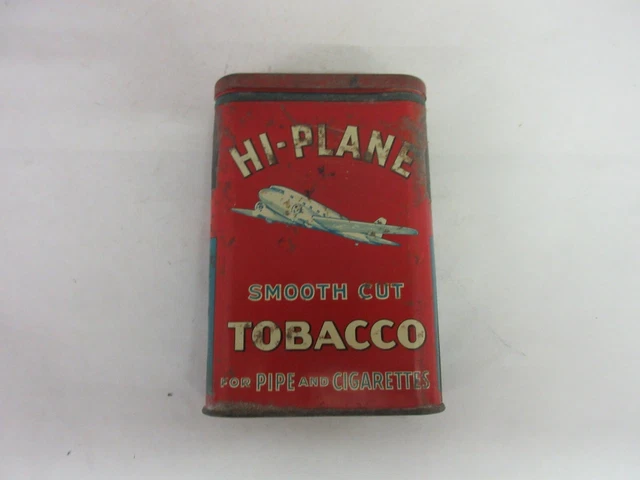 HI-PLANE
SMOOTH CUT
TOBACCO
FOR PIPE AND CIGARETTES